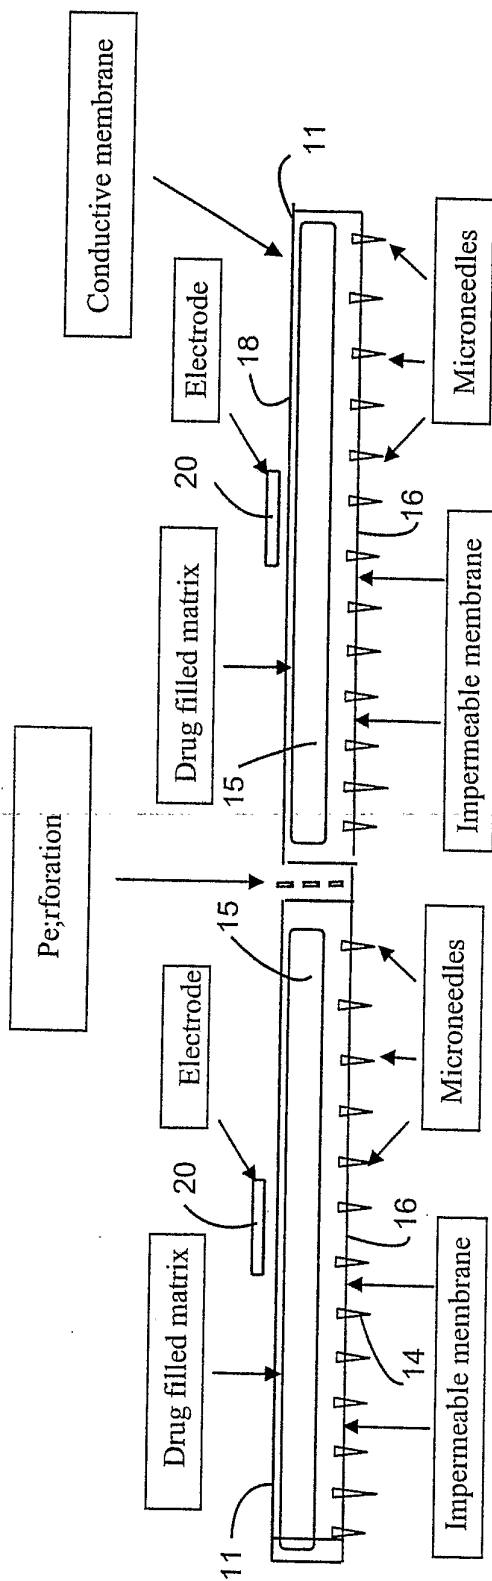 Pe;rforation
Conductive membrane
Drug filled matrix
Electrode
Drug filled matrix
Electrode
20
20
11
15
15
18
11
14
16
16
Impermeable membrane
Microneedles
Impermeable membrane
Microneedles